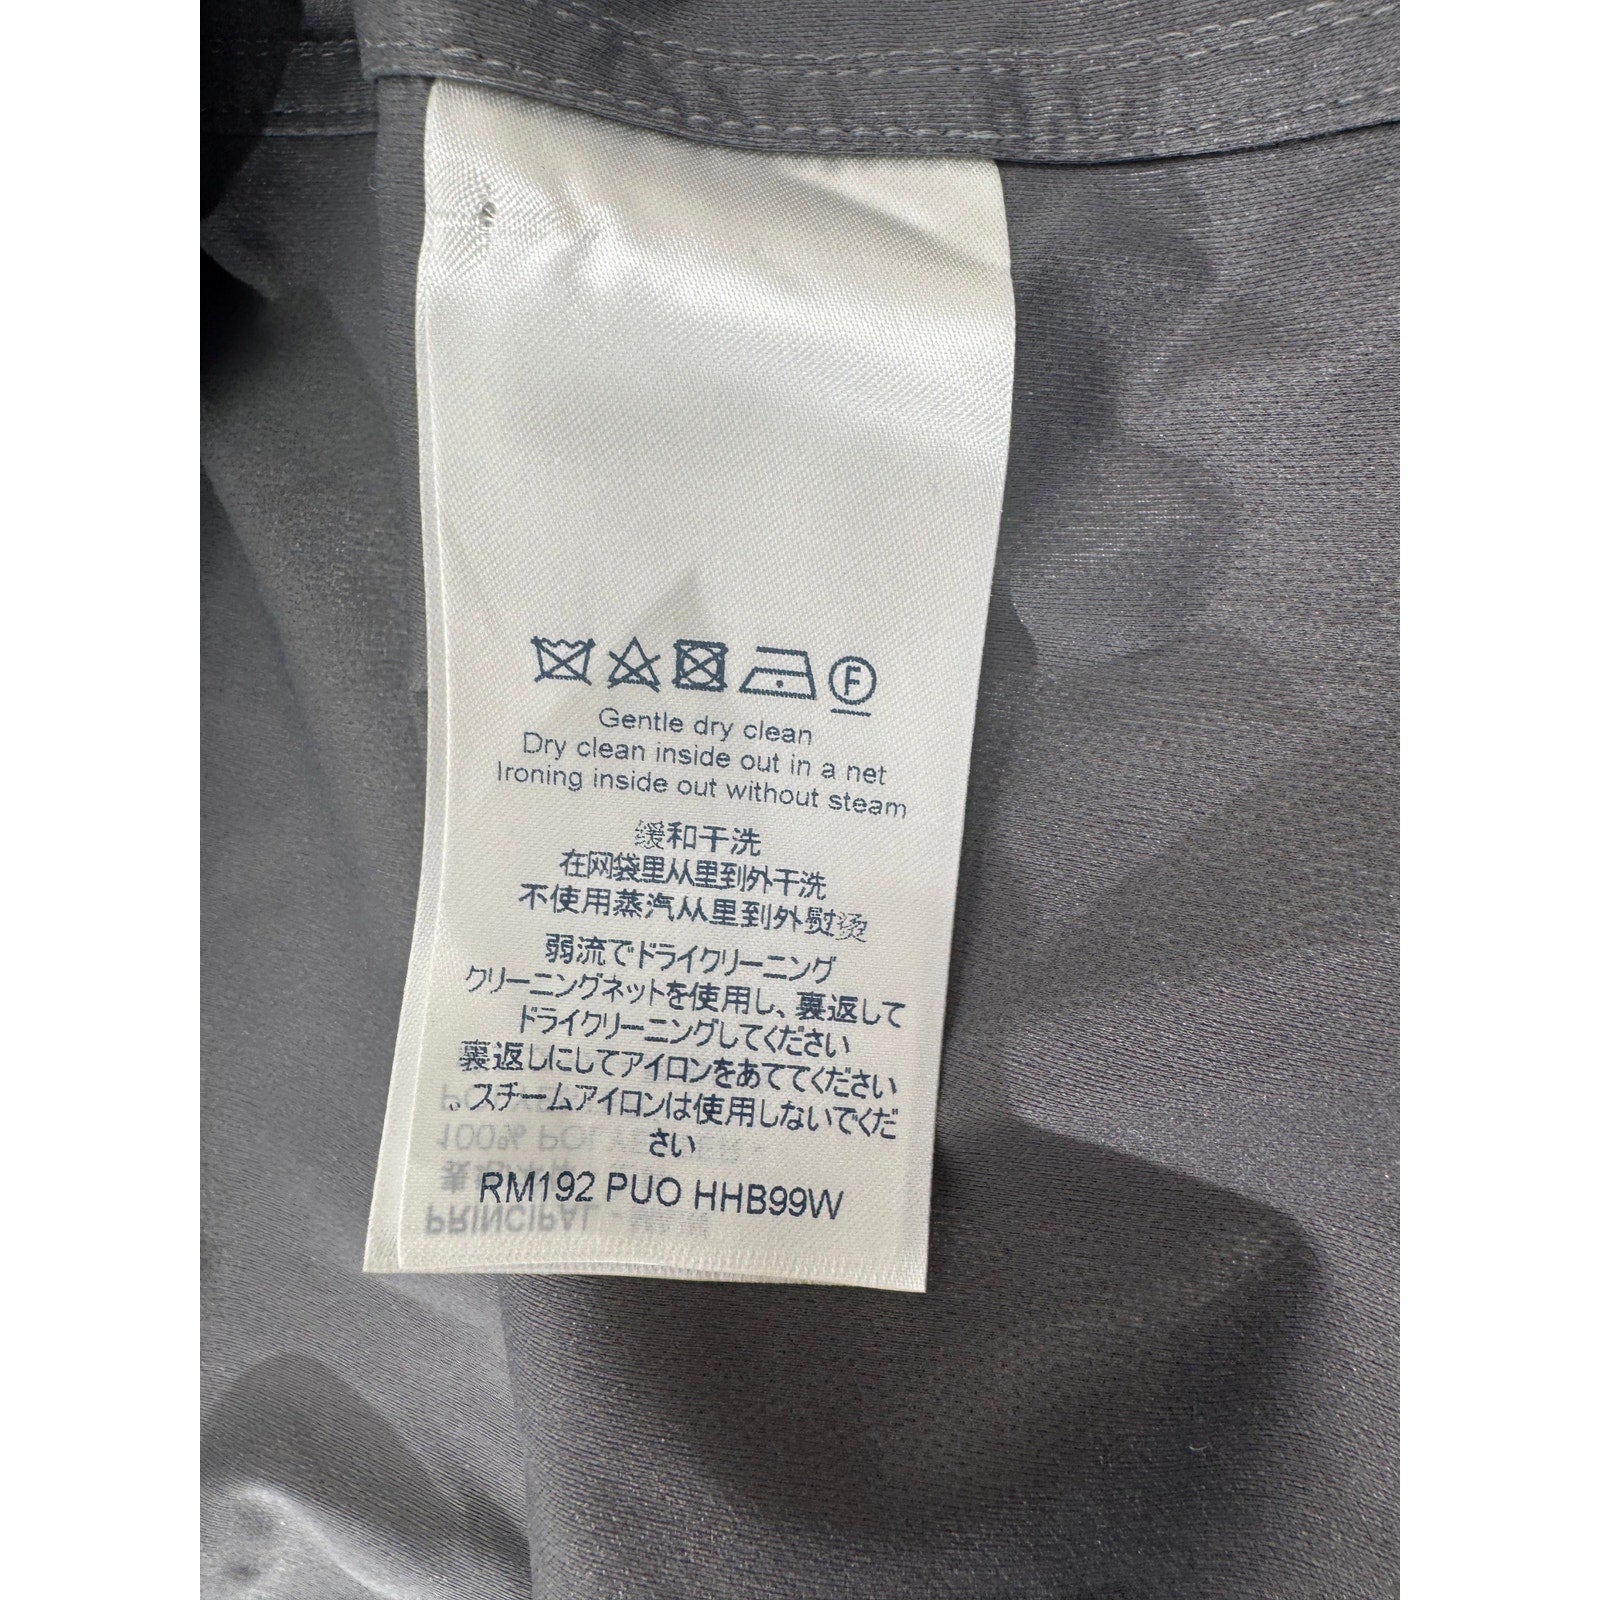 F
Gentle dry clean
Dry clean inside out in a net
Ironing inside out without steam
缓和干洗
在网袋里从里到外干洗
不使用蒸汽从里到外熨烫
弱流でドライクリーニング
クリーニングネットを使用し、裏返して
ドライクリーニングしてください
裏返しにしてアイロンをあててください
。スチームアイロンは使用しないでくだ
さい
RM192 PUO HHB99W
100% POLYESTER
PRINCIPAL